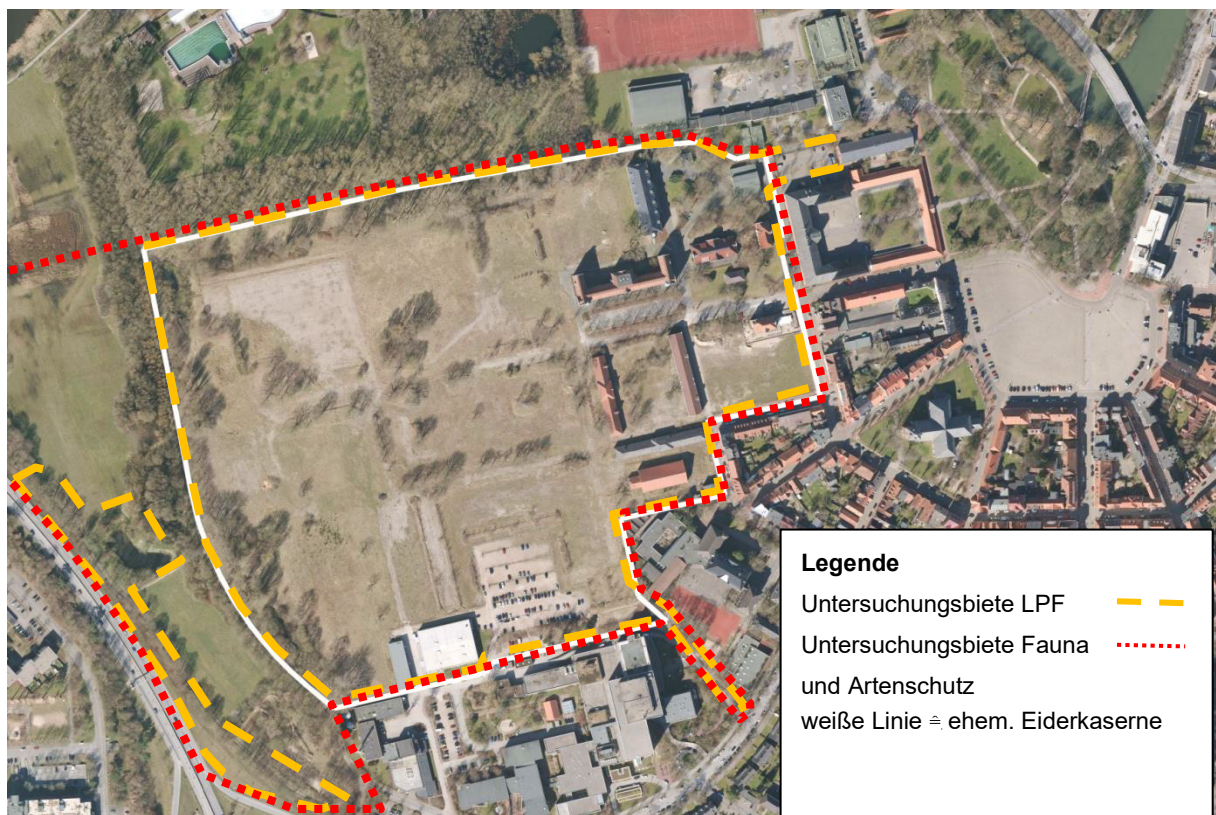 Legende
Untersuchungsbiete LPF
Untersuchungsbiete Fauna
und Artenschutz
weiße Linie ≙ ehem. Eiderkaserne